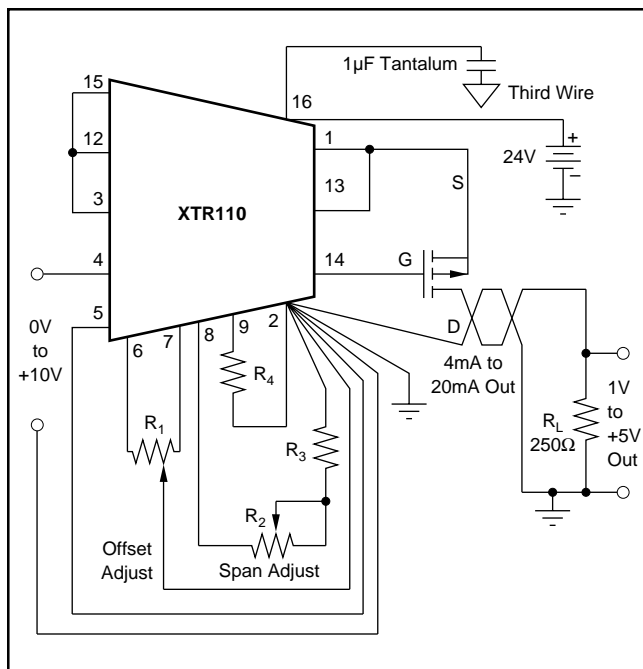 15
1µF Tantalum
Third Wire
16
12
1
24V
+
–
3
XTR110
13
S
4
14
G
5
2
9
8
7
6
D
0V
to
+10V
4mA to
20mA Out
1V
to
+5V
Out
R4
R1
R3
RL
250Ω
R2
Offset
Adjust
Span Adjust